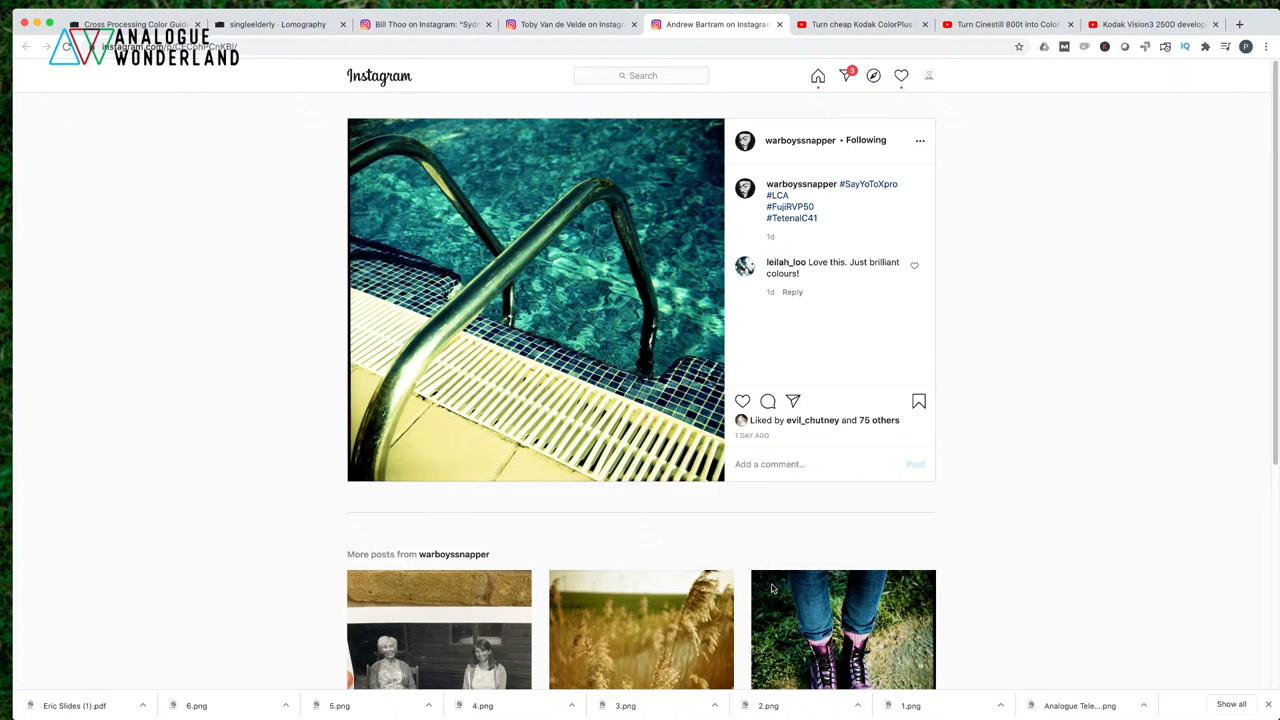 Cross Processing Color Guid
singleelderly · Lomography
Bill Thoo on Instagram: "Sydn
Toby Van de Velde on Instagra
Andrew Bartram on Instagram
Turn cheap Kodak ColorPlus
Turn Cinestill 800t into Color
Kodak Vision3 250D develop
ANALOGUE
WONDERLAND
Instagram
Search
3
P
warboyssnapper • Following
warboyssnapper #SayYoToXpro
#LCA
#FujiRVP50
#TetenalC41
1d
leilah_loo Love this. Just brilliant
colours!
1d Reply
Liked by evil_chutney and 75 others
1 DAY AGO
Add a comment... Post
More posts from warboyssnapper
Eric Slides (1).pdf
6.png
5.png
4.png
3.png
2.png
1.png
Analogue Tele....png
Show all